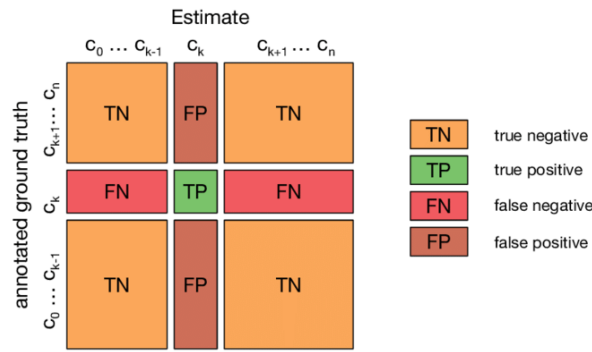 Estimate
c0 … ck-1 ck ck+1 … cn
annotated ground truth
ck+1… cn
ck
c0 … ck-1
TN FP TN
FN TP FN
TN FP TN
TN true negative
TP true positive
FN false negative
FP false positive